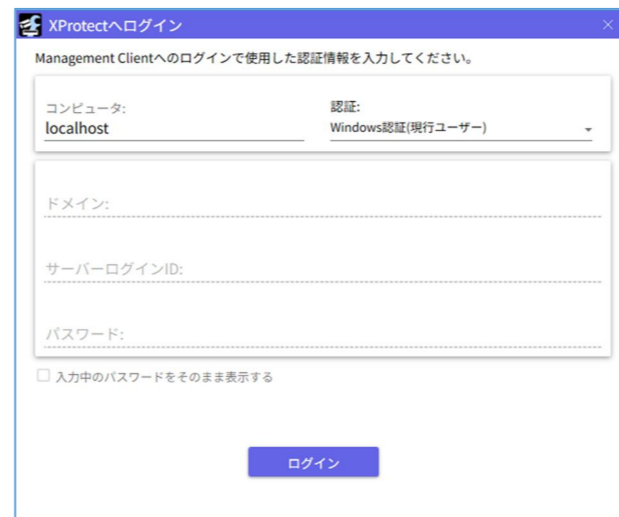 XProtectへログイン
Management Clientへのログインで使用した認証情報を入力してください。
コンピュータ:
localhost
認証:
Windows認証(現行ユーザー)
ドメイン:
サーバーログインID:
パスワード:
入力中のパスワードをそのまま表示する
ログイン